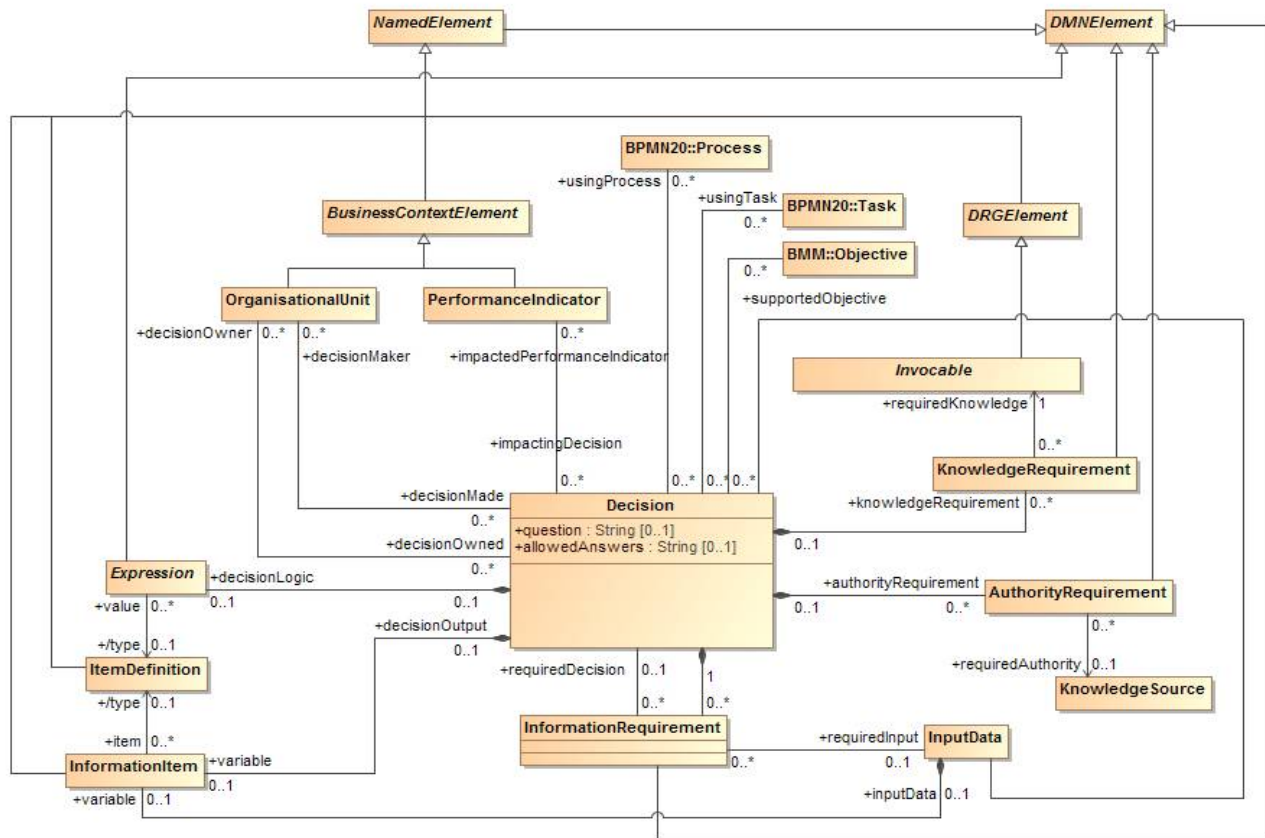 NamedElement
DMNElement
BPMN20::Process
+usingProcess
0..*
+usingTask
BPMN20::Task
0..*
BusinessContextElement
DRGElement
BMM::Objective
0..*
+supportedObjective
OrganisationalUnit
PerformanceIndicator
+decisionOwner
0..*
0..*
0..*
+decisionMaker
+impactedPerformanceIndicator
Invocable
+requiredKnowledge
1
+impactingDecision
0..*
0..*
0..*
0..*
0..*
0..*
KnowledgeRequirement
+knowledgeRequirement
0..*
+decisionMade
0..*
Decision
+question : String [0..1]
+allowedAnswers : String [0..1]
0..1
+decisionOwned
0..*
Expression
+decisionLogic
0..1
0..1
+authorityRequirement
0..1
0..*
AuthorityRequirement
+value
0..*
+decisionOutput
0..1
0..*
+/type
0..1
+requiredDecision
0..1
1
+requiredAuthority
0..1
ItemDefinition
KnowledgeSource
+/type
0..1
0..*
0..*
+item
0..*
InformationRequirement
+requiredInput
InputData
InformationItem
+variable
0..1
0..*
0..1
+variable
0..1
+inputData
0..1